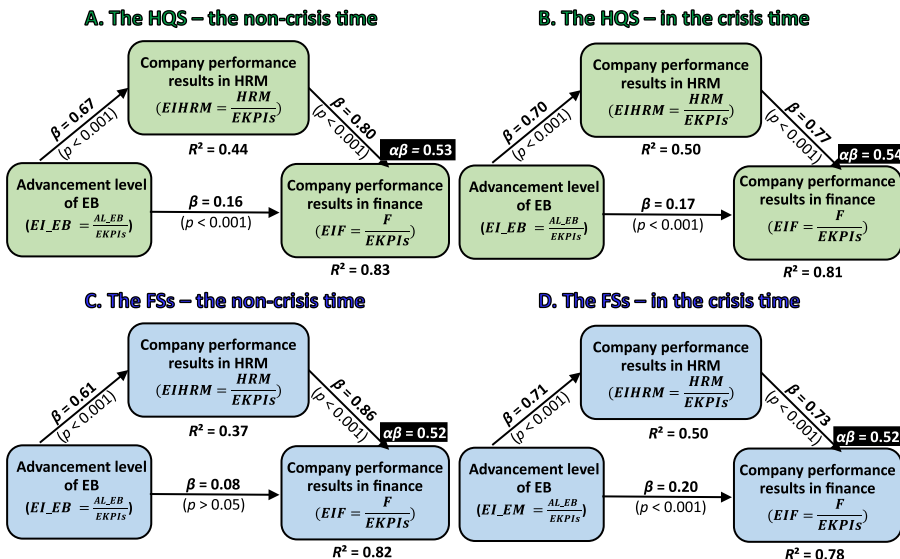 A. The HQS – the non-crisis time
Company performance
results in HRM
(EIHRM = HRM/EKPIs)
β = 0.67
(p < 0.001)
β = 0.80
(p < 0.001)
R² = 0.44
αβ = 0.53
Advancement level
of EB
(EI_EB = AL_EB/EKPIs)
β = 0.16
(p < 0.001)
Company performance
results in finance
(EIF = F/EKPIs)
R² = 0.83
B. The HQS – in the crisis time
Company performance
results in HRM
(EIHRM = HRM/EKPIs)
β = 0.70
(p < 0.001)
β = 0.77
(p < 0.001)
R² = 0.50
αβ = 0.54
Advancement level
of EB
(EI_EB = AL_EB/EKPIs)
β = 0.17
(p < 0.001)
Company performance
results in finance
(EIF = F/EKPIs)
R² = 0.81
C. The FSs – the non-crisis time
Company performance
results in HRM
(EIHRM = HRM/EKPIs)
β = 0.61
(p < 0.001)
β = 0.86
(p < 0.001)
R² = 0.37
αβ = 0.52
Advancement level
of EB
(EI_EB = AL_EB/EKPIs)
β = 0.08
(p > 0.05)
Company performance
results in finance
(EIF = F/EKPIs)
R² = 0.82
D. The FSs – in the crisis time
Company performance
results in HRM
(EIHRM = HRM/EKPIs)
β = 0.71
(p < 0.001)
β = 0.73
(p < 0.001)
R² = 0.50
αβ = 0.52
Advancement level
of EB
(EI_EM = AL_EB/EKPIs)
β = 0.20
(p < 0.001)
Company performance
results in finance
(EIF = F/EKPIs)
R² = 0.78